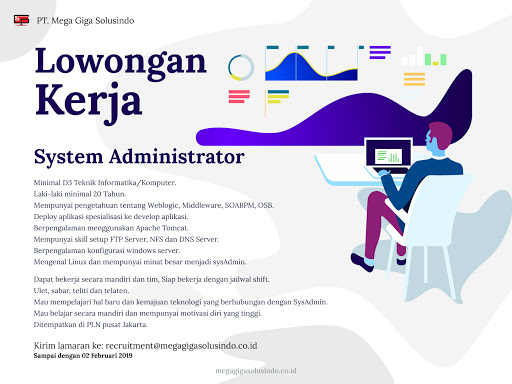 PT. Mega Giga Solusindo
Lowongan
Kerja
System Administrator
Minimal D3 Teknik Informatika/Komputer.
Laki-laki minimal 20 Tahun.
Mempunyai pengetahuan tentang Weblogic, Middleware, SOABPM, OSB.
Deploy aplikasi spesialisasi ke develop aplikasi.
Berpengalaman menggunakan Apache Tomcat.
Mempunyai skill setup FTP Server, NFS dan DNS Server.
Berpengalaman konfigurasi windows server.
Mengenal Linux dan mempunyai minat besar menjadi sysAdmin.
Dapat bekerja secara mandiri dan tim, Siap bekerja dengan jadwal shift.
Ulet, sabar, teliti dan telaten.
Mau mempelajari hal baru dan kemajuan teknologi yang berhubungan dengan SysAdmin.
Mau belajar secara mandiri dan mempunyai motivasi diri yang tinggi.
Ditempatkan di PLN pusat Jakarta.
Kirim lamaran ke: recruitment@megagigasolusindo.co.id
Sampai dengan 02 Februari 2019
megagigasolusindo.co.id